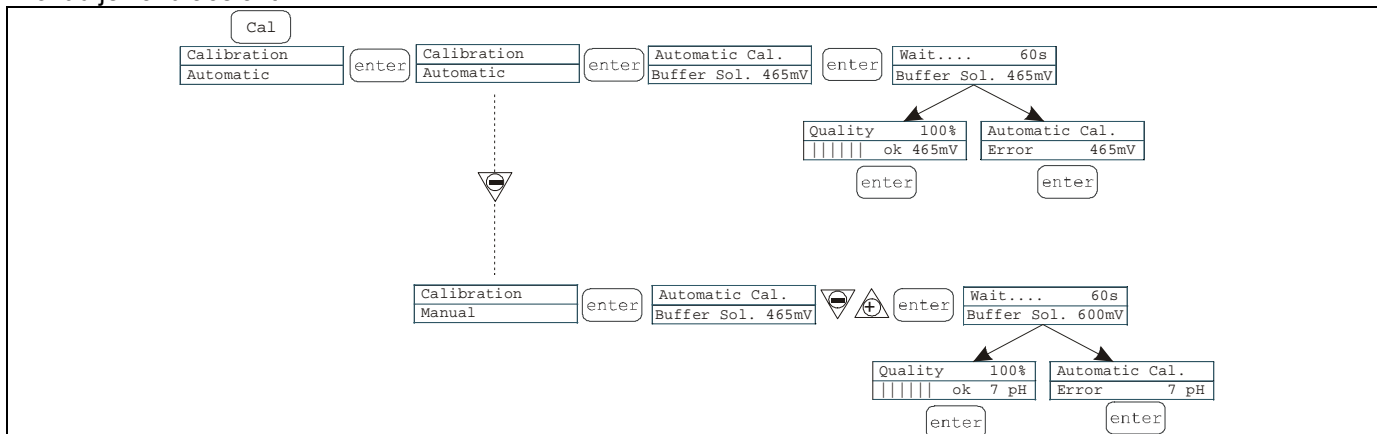 Cal
Calibration
Automatic
enter
Calibration
Automatic
enter
Automatic Cal.
Buffer Sol. 465mV
enter
Wait.... 60s
Buffer Sol. 465mV
Quality 100%
|||||| ok 465mV
enter
Automatic Cal.
Error 465mV
enter
Calibration
Manual
enter
Automatic Cal.
Buffer Sol. 465mV
enter
Wait.... 60s
Buffer Sol. 600mV
Quality 100%
|||||| ok 7 pH
enter
Automatic Cal.
Error 7 pH
enter